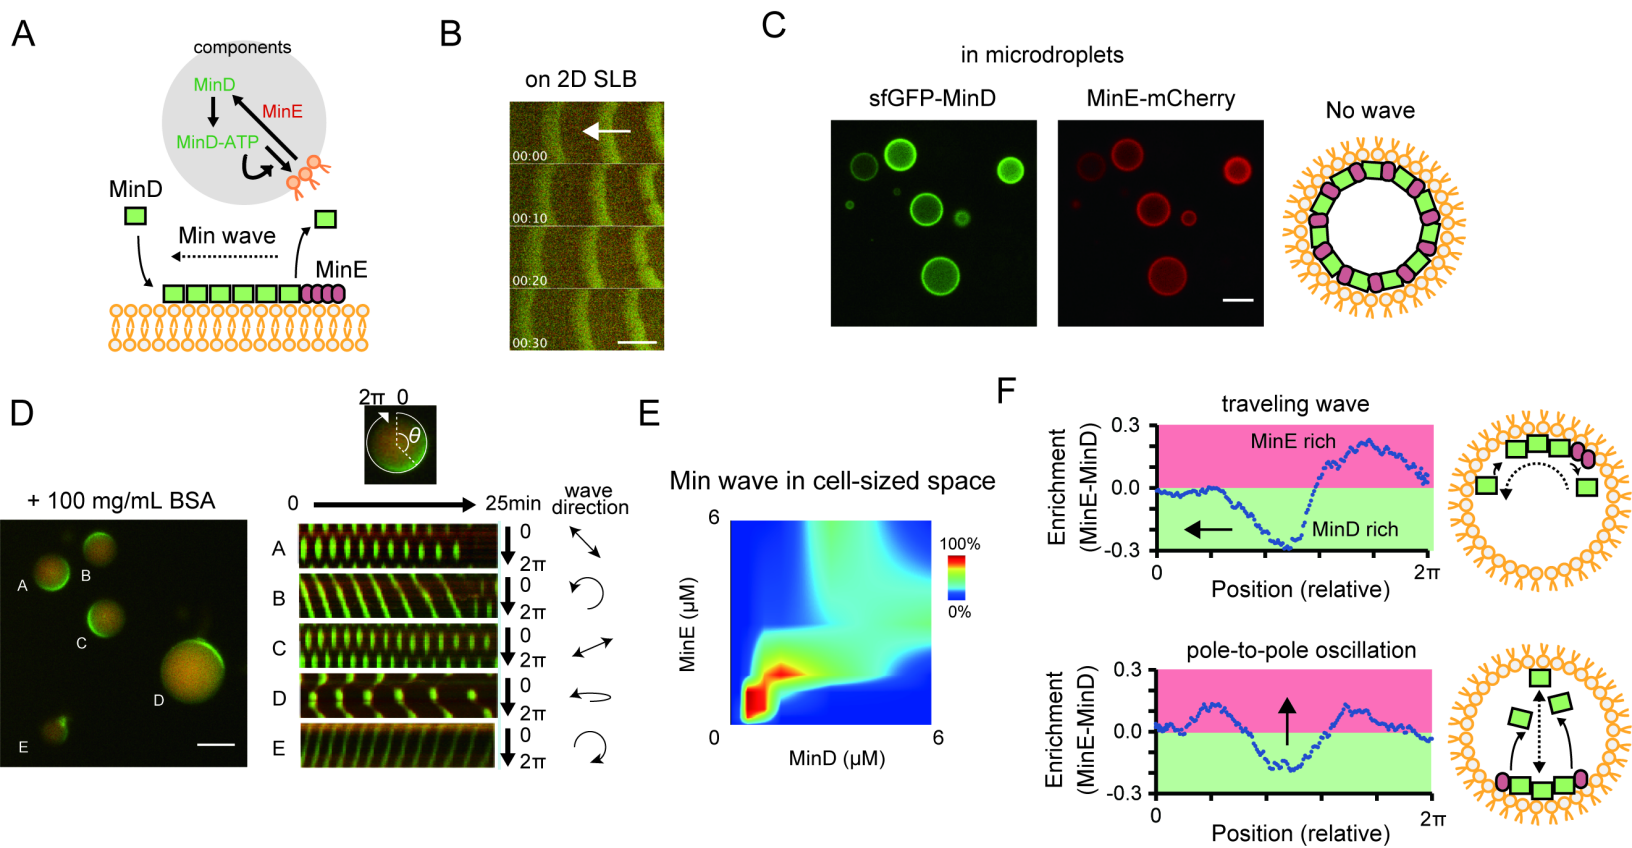 A
components
MinD
MinE
MinD-ATP
MinD
Min wave
MinE
B
on 2D SLB
00:00
00:10
00:20
00:30
C
in microdroplets
sfGFP-MinD
MinE-mCherry
No wave
D
+ 100 mg/mL BSA
A
B
C
D
E
2π 0
θ
0
25min
wave
direction
A
0
2π
B
0
2π
C
0
2π
D
0
2π
E
0
2π
E
Min wave in cell-sized space
6
MinE (µM)
0
MinD (µM)
6
100%
0%
F
traveling wave
Enrichment
(MinE-MinD)
0.3
0.0
-0.3
MinE rich
MinD rich
0
2π
Position (relative)
pole-to-pole oscillation
Enrichment
(MinE-MinD)
0.3
0.0
-0.3
0
2π
Position (relative)